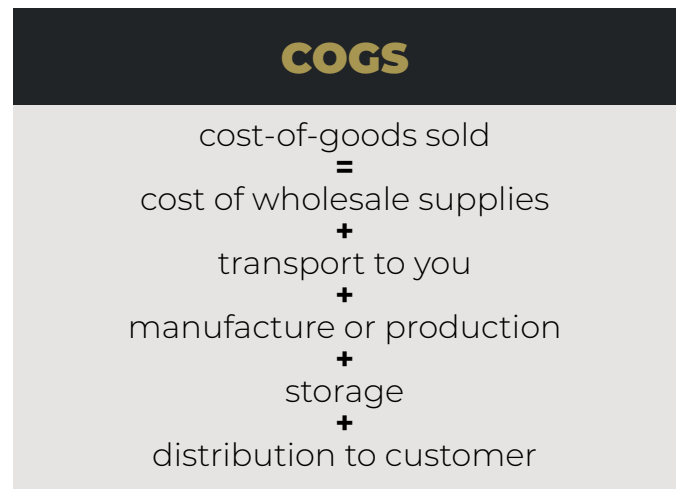 COGS
cost-of-goods sold
=
cost of wholesale supplies
+
transport to you
+
manufacture or production
+
storage
+
distribution to customer